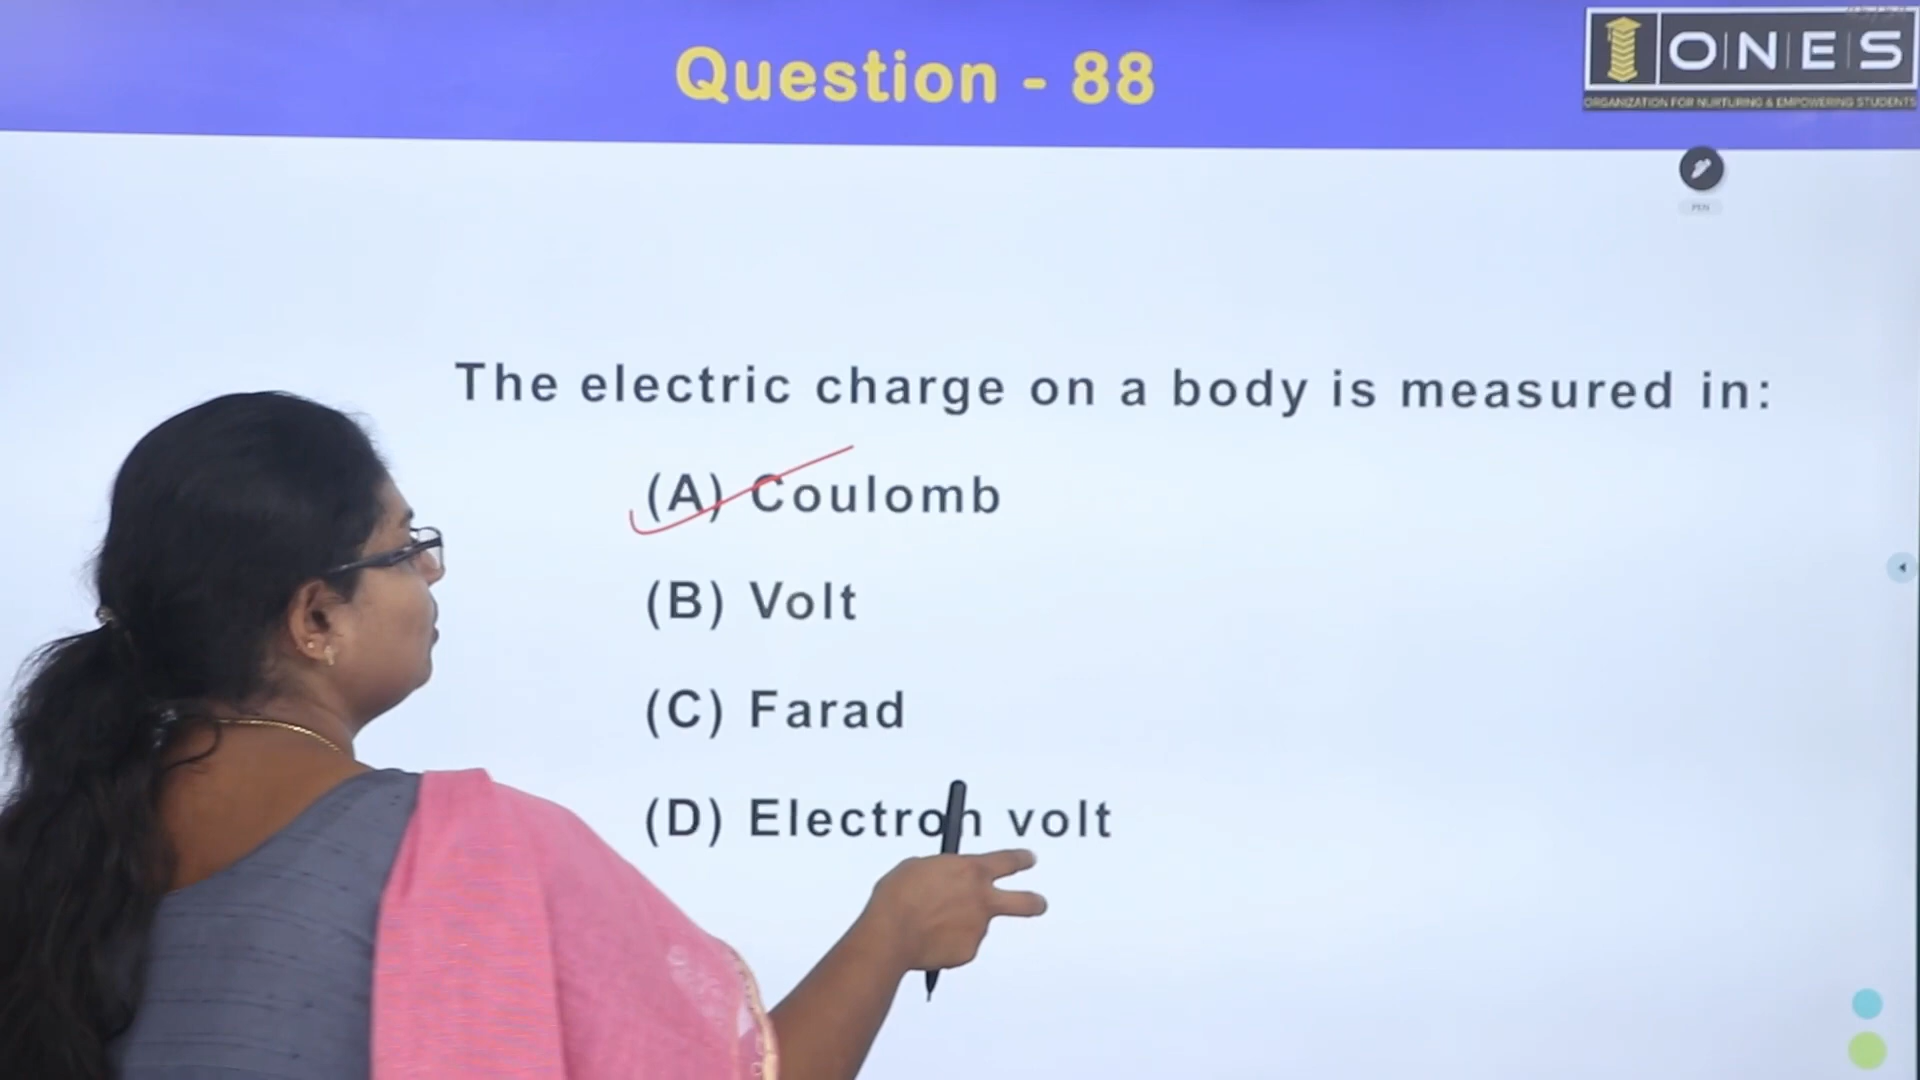 Question - 88
ONES
ORGANIZATION FOR NURTURING & EMPOWERING STUDENTS
PEN
The electric charge on a body is measured in:
(A) Coulomb
(B) Volt
(C) Farad
(D) Electron volt